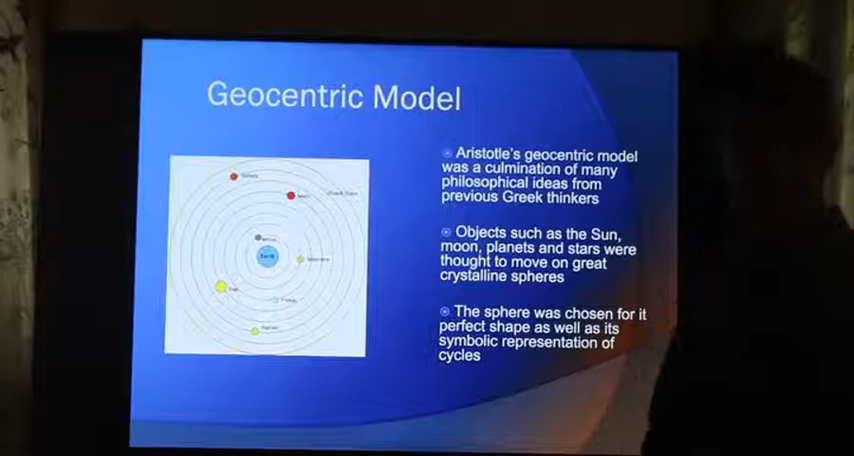 Geocentric Model
Aristotle's geocentric model
was a culmination of many
philosophical ideas from
previous Greek thinkers
Objects such as the Sun,
moon, planets and stars were
thought to move on great
crystalline spheres
The sphere was chosen for it
perfect shape as well as its
symbolic representation of
cycles
Earth